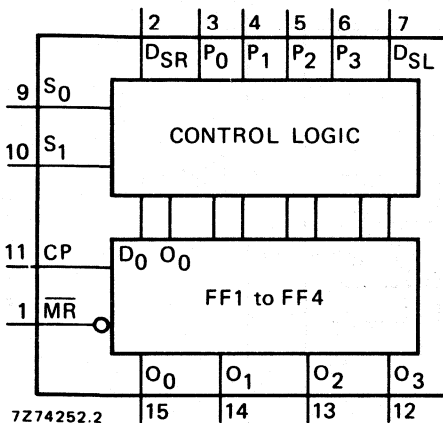 2 3 4 5 6 7
DSR P0 P1 P2 P3 DSL
9 S0
CONTROL LOGIC
10 S1
11 CP
D0 O0
FF1 to FF4
1 M̅R̅
O0 O1 O2 O3
15 14 13 12
7Z74252.2